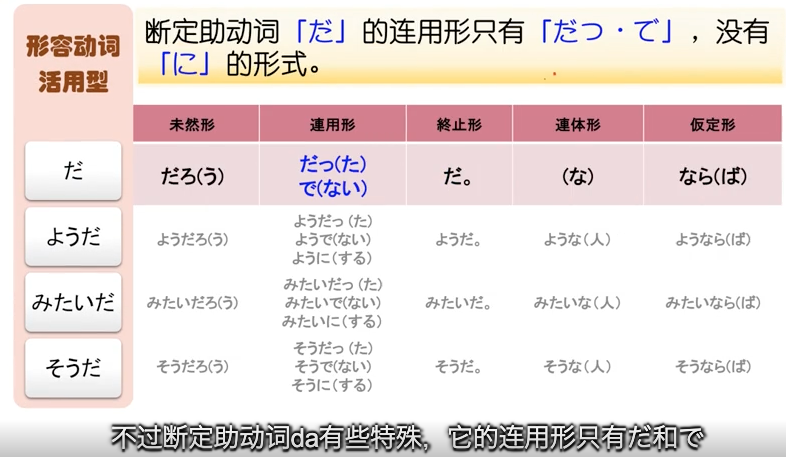 形容动词
活用型
断定助动词「だ」的连用形只有「だっ・で」，没有
「に」的形式。
未然形 連用形 終止形 連体形 仮定形
だ だろ(う) だっ(た) だ。 (な) なら(ば)
で(ない)
ようだ ようだろ(う) ようだっ(た) ようだ。 ような(人) ようなら(ば)
ようで(ない)
ように(する)
みたいだ みたいだろ(う) みたいだっ(た) みたいだ。 みたいな(人) みたいなら(ば)
みたいで(ない)
みたいに(する)
そうだ そうだろ(う) そうだっ(た) そうだ。 そうな(人) そうなら(ば)
そうで(ない)
そうに(する)
不过断定助动词da有些特殊，它的连用形只有だ和で